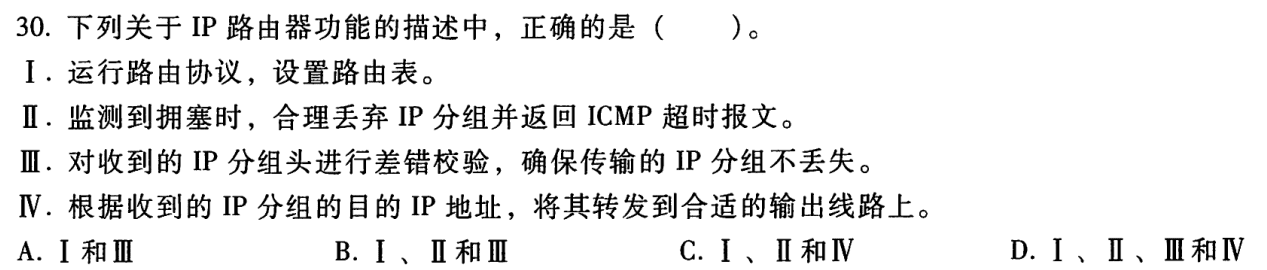 30. 下列关于 IP 路由器功能的描述中，正确的是（　　）。
Ⅰ. 运行路由协议，设置路由表。
Ⅱ. 监测到拥塞时，合理丢弃 IP 分组并返回 ICMP 超时报文。
Ⅲ. 对收到的 IP 分组头进行差错校验，确保传输的 IP 分组不丢失。
Ⅳ. 根据收到的 IP 分组的目的 IP 地址，将其转发到合适的输出线路上。
A. Ⅰ和Ⅲ　　B. Ⅰ、Ⅱ和Ⅲ　　C. Ⅰ、Ⅱ和Ⅳ　　D. Ⅰ、Ⅱ、Ⅲ和Ⅳ